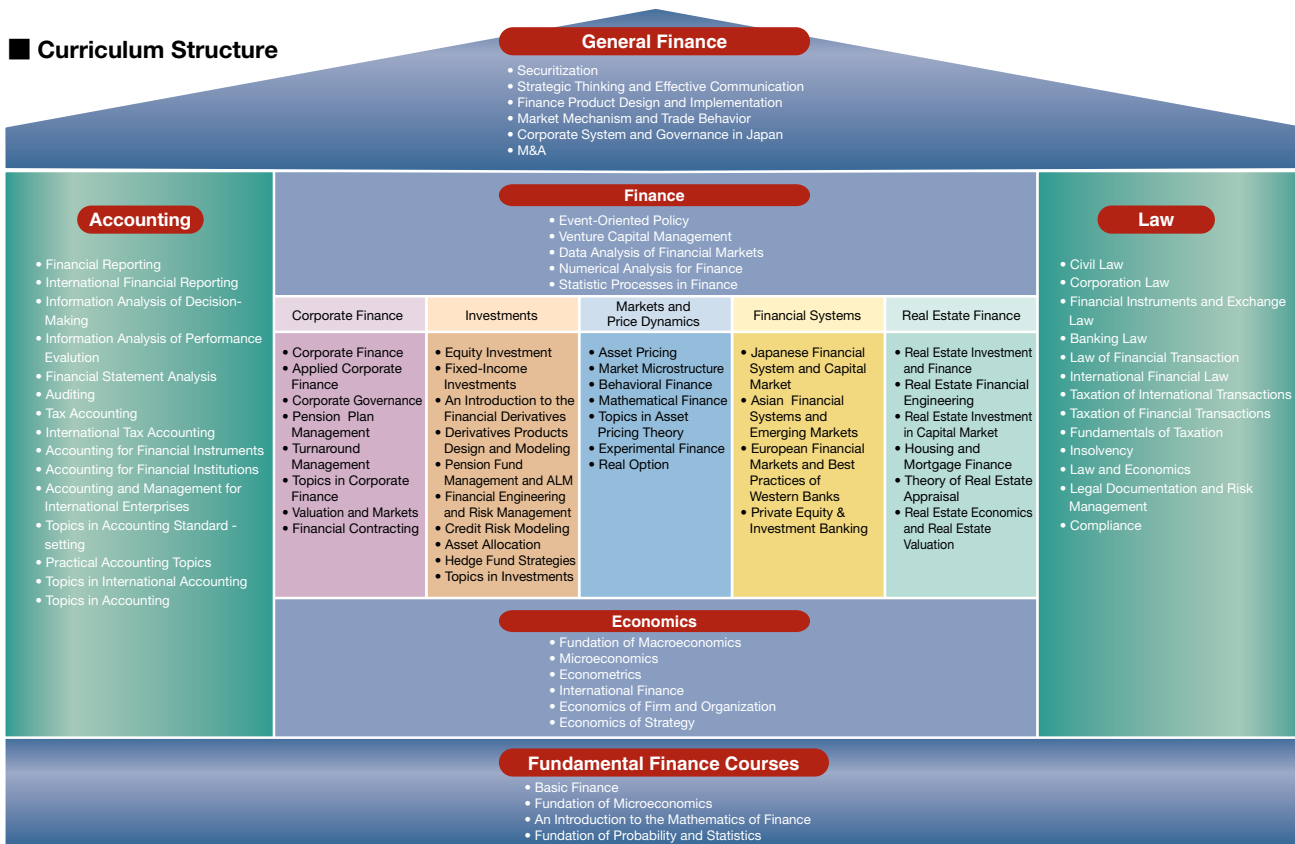 ■ Curriculum Structure
General Finance
• Securitization
• Strategic Thinking and Effective Communication
• Finance Product Design and Implementation
• Market Mechanism and Trade Behavior
• Corporate System and Governance in Japan
• M&A
Accounting
• Financial Reporting
• International Financial Reporting
• Information Analysis of Decision-
Making
• Information Analysis of Performance
Evalution
• Financial Statement Analysis
• Auditing
• Tax Accounting
• International Tax Accounting
• Accounting for Financial Instruments
• Accounting for Financial Institutions
• Accounting and Management for
International Enterprises
• Topics in Accounting Standard -
setting
• Practical Accounting Topics
• Topics in International Accounting
• Topics in Accounting
Finance
• Event-Oriented Policy
• Venture Capital Management
• Data Analysis of Financial Markets
• Numerical Analysis for Finance
• Statistic Processes in Finance
Corporate Finance
• Corporate Finance
• Applied Corporate
Finance
• Corporate Governance
• Pension Plan
Management
• Turnaround
Management
• Topics in Corporate
Finance
• Valuation and Markets
• Financial Contracting
Investments
• Equity Investment
• Fixed-Income
Investments
• An Introduction to the
Financial Derivatives
• Derivatives Products
Design and Modeling
• Pension Fund
Management and ALM
• Financial Engineering
and Risk Management
• Credit Risk Modeling
• Asset Allocation
• Hedge Fund Strategies
• Topics in Investments
Markets and
Price Dynamics
• Asset Pricing
• Market Microstructure
• Behavioral Finance
• Mathematical Finance
• Topics in Asset
Pricing Theory
• Experimental Finance
• Real Option
Financial Systems
• Japanese Financial
System and Capital
Market
• Asian Financial
Systems and
Emerging Markets
• European Financial
Markets and Best
Practices of
Western Banks
• Private Equity &
Investment Banking
Real Estate Finance
• Real Estate Investment
and Finance
• Real Estate Financial
Engineering
• Real Estate Investment
in Capital Market
• Housing and
Mortgage Finance
• Theory of Real Estate
Appraisal
• Real Estate Economics
and Real Estate
Valuation
Law
• Civil Law
• Corporation Law
• Financial Instruments and Exchange
Law
• Banking Law
• Law of Financial Transaction
• International Financial Law
• Taxation of International Transactions
• Taxation of Financial Transactions
• Fundamentals of Taxation
• Insolvency
• Law and Economics
• Legal Documentation and Risk
Management
• Compliance
Economics
• Fundation of Macroeconomics
• Microeconomics
• Econometrics
• International Finance
• Economics of Firm and Organization
• Economics of Strategy
Fundamental Finance Courses
• Basic Finance
• Fundation of Microeconomics
• An Introduction to the Mathematics of Finance
• Fundation of Probability and Statistics